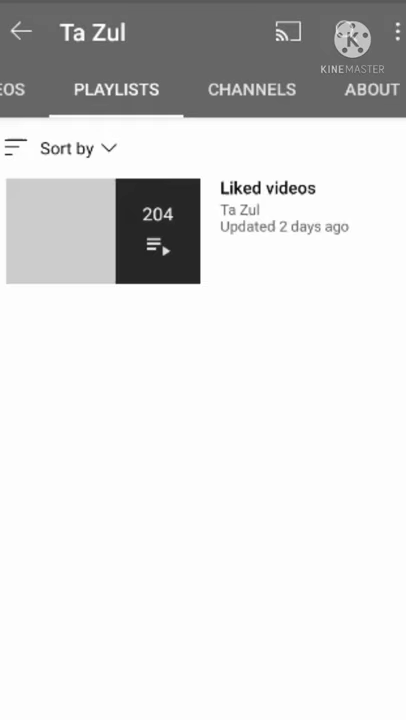 Ta Zul
KINEMASTER
EOS PLAYLISTS CHANNELS ABOUT
Sort by
204
Liked videos
Ta Zul
Updated 2 days ago